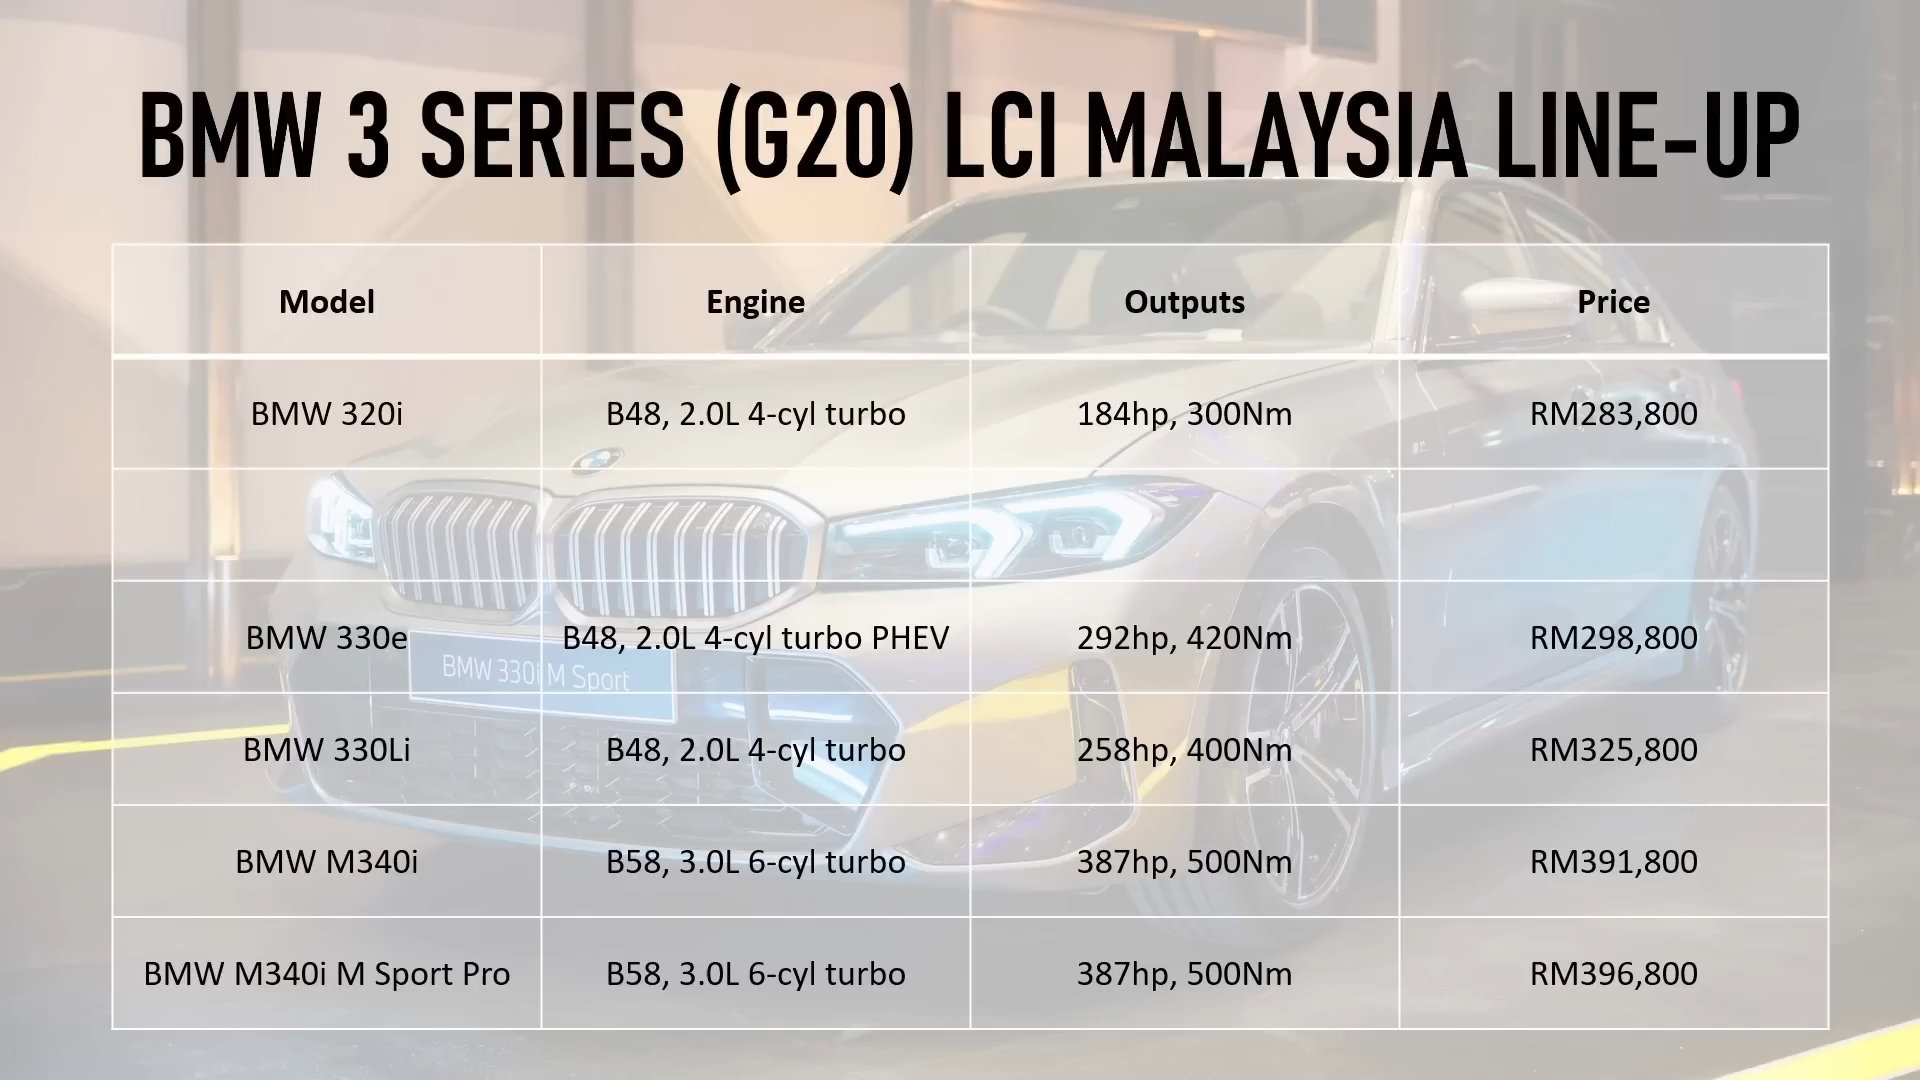 BMW 3 SERIES (G20) LCI MALAYSIA LINE-UP
Model Engine Outputs Price
BMW 320i B48, 2.0L 4-cyl turbo 184hp, 300Nm RM283,800
BMW 330e B48, 2.0L 4-cyl turbo PHEV 292hp, 420Nm RM298,800
BMW 330i M Sport
BMW 330Li B48, 2.0L 4-cyl turbo 258hp, 400Nm RM325,800
BMW M340i B58, 3.0L 6-cyl turbo 387hp, 500Nm RM391,800
BMW M340i M Sport Pro B58, 3.0L 6-cyl turbo 387hp, 500Nm RM396,800